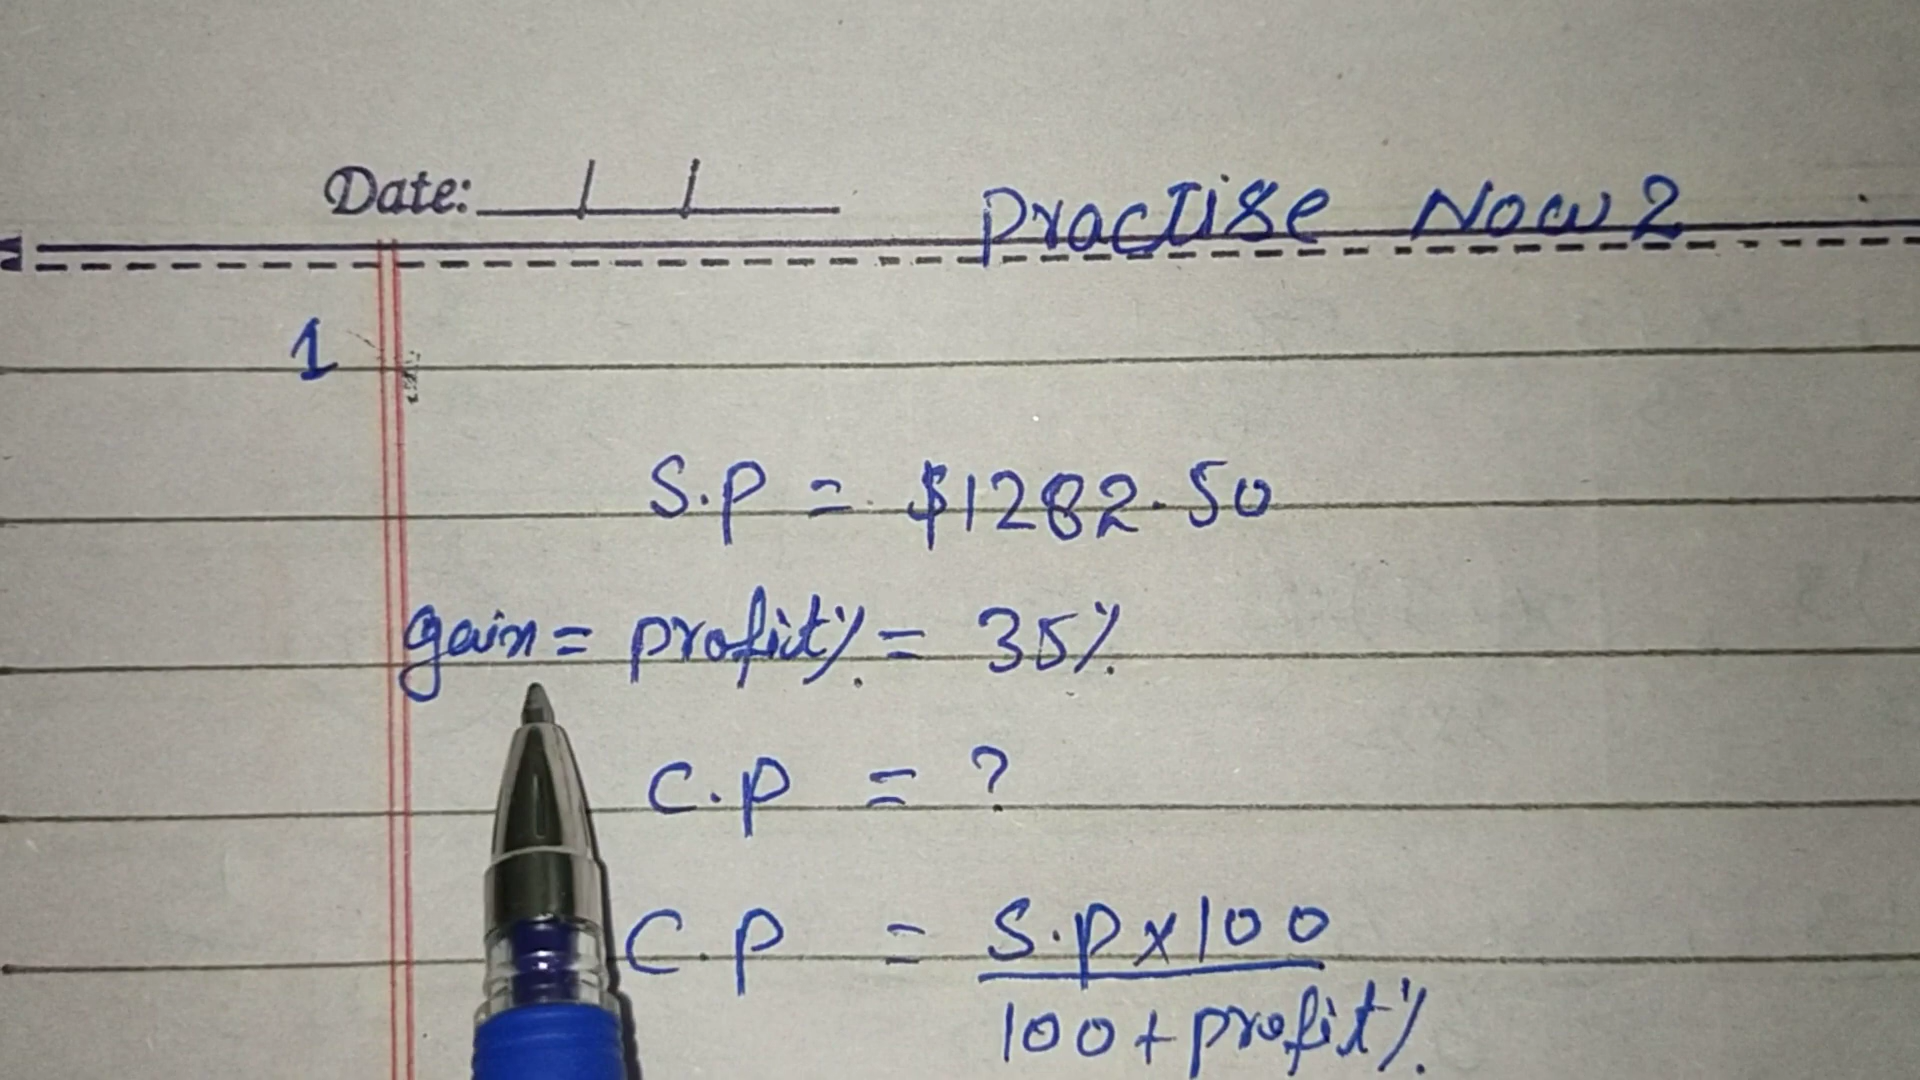 Date: / /
Practise Now 2
1
S.P = $1282.50
gain = profit% = 35%
C.P = ?
C.P = S.P x 100
100 + profit%